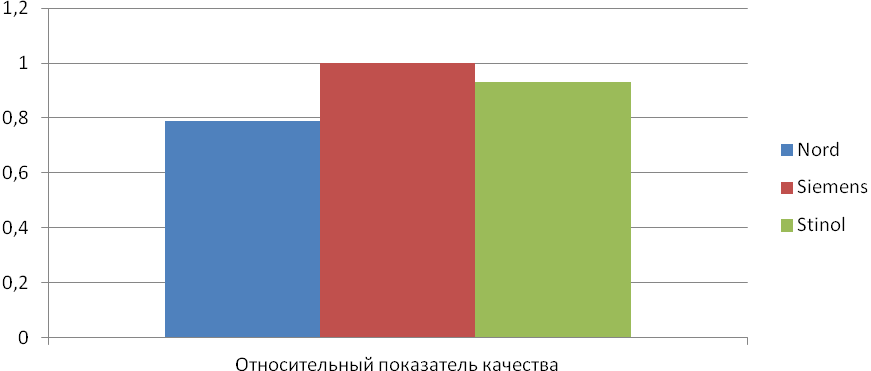 1,2
1
0,8
0,6
0,4
0,2
0
Nord
Siemens
Stinol
Относительный показатель качества